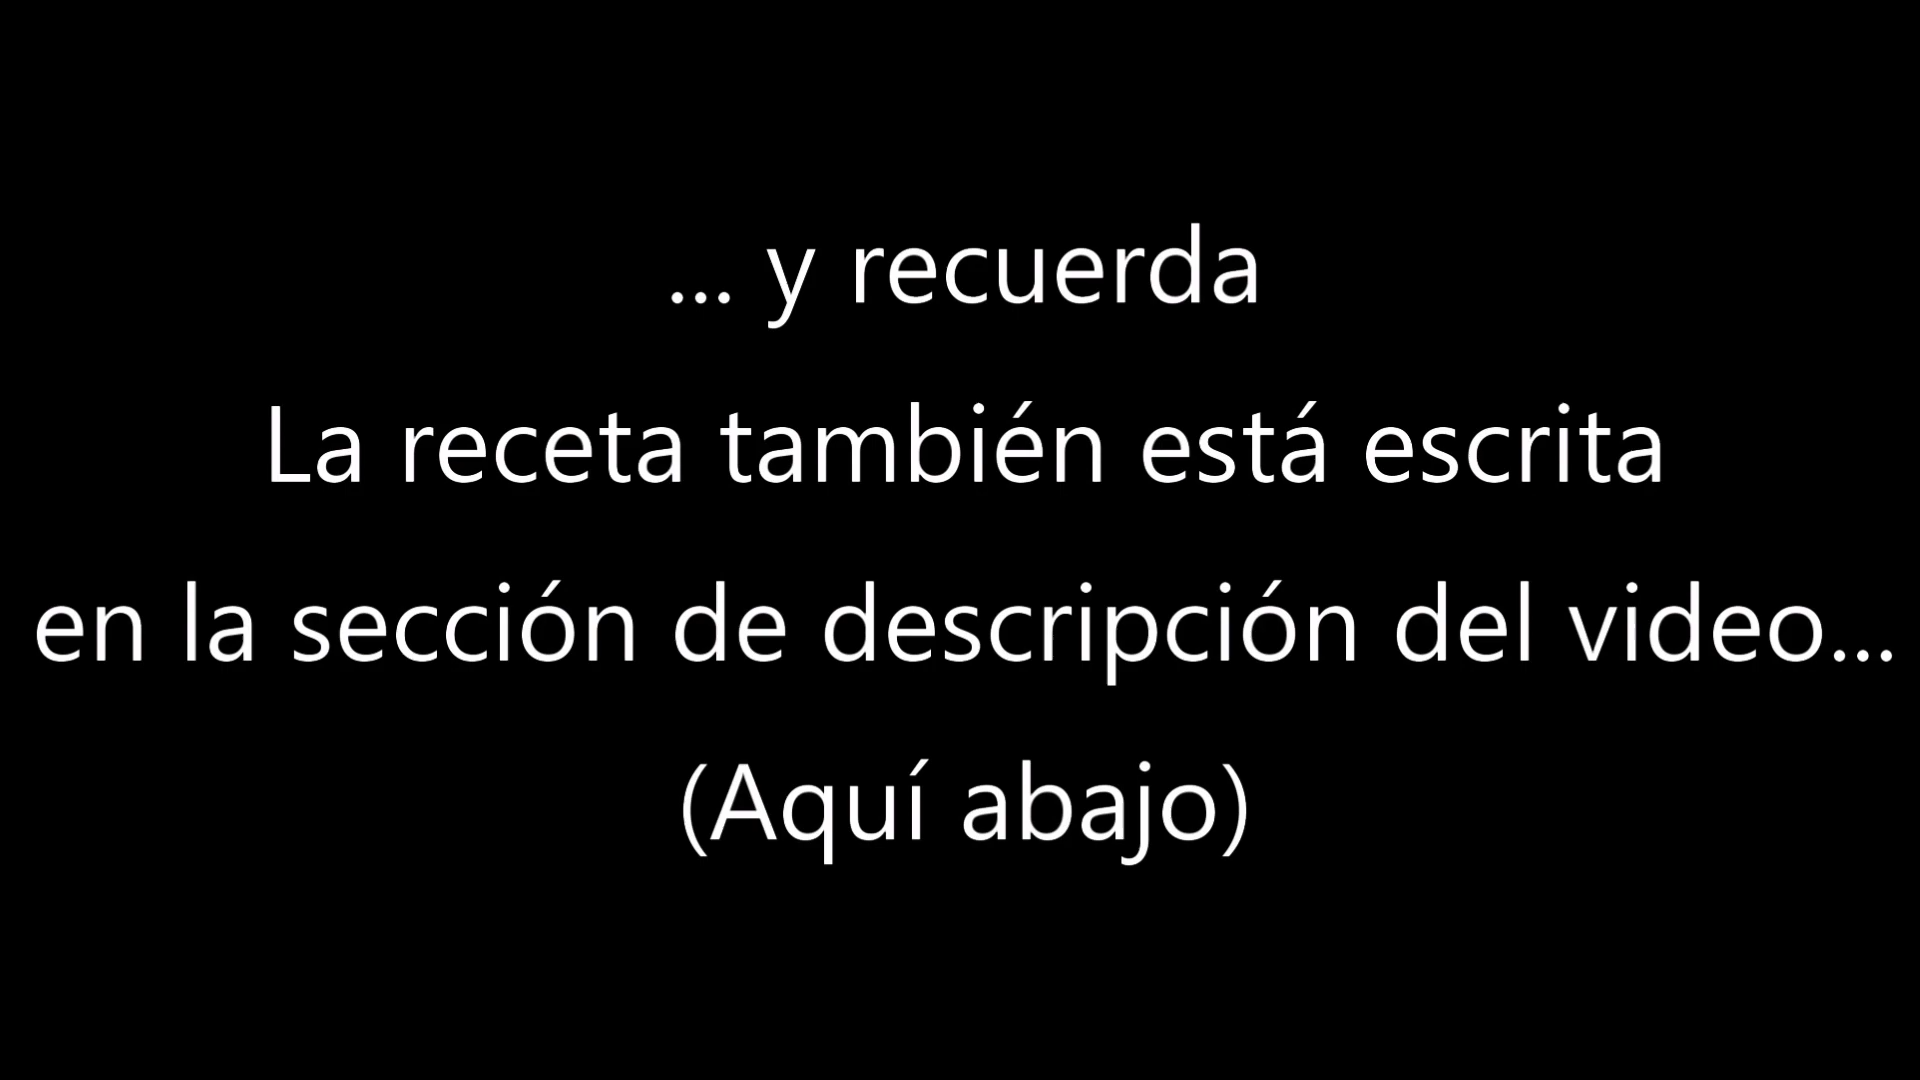 ... y recuerda
La receta también está escrita
en la sección de descripción del video...
(Aquí abajo)